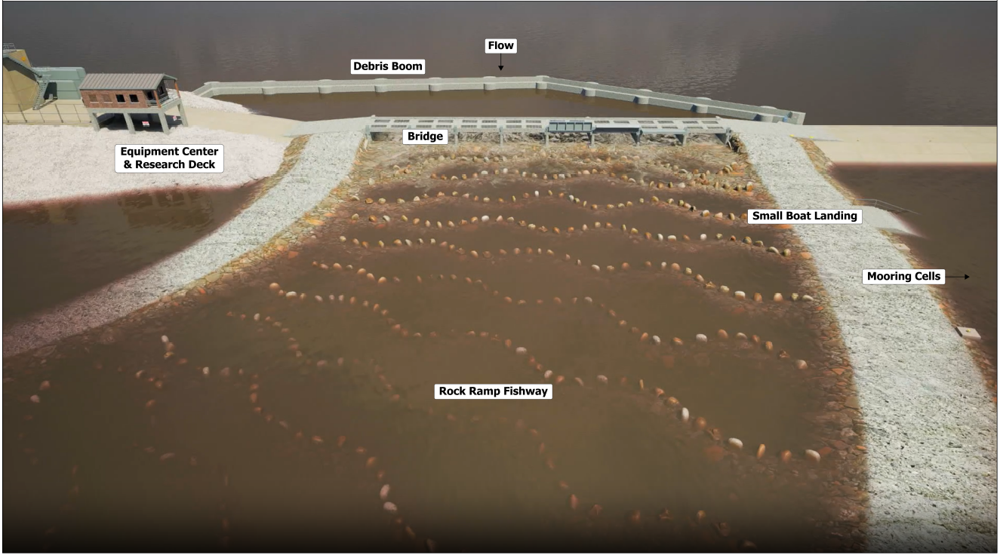 Flow
Debris Boom
Bridge
Equipment Center
& Research Deck
Small Boat Landing
Mooring Cells
Rock Ramp Fishway